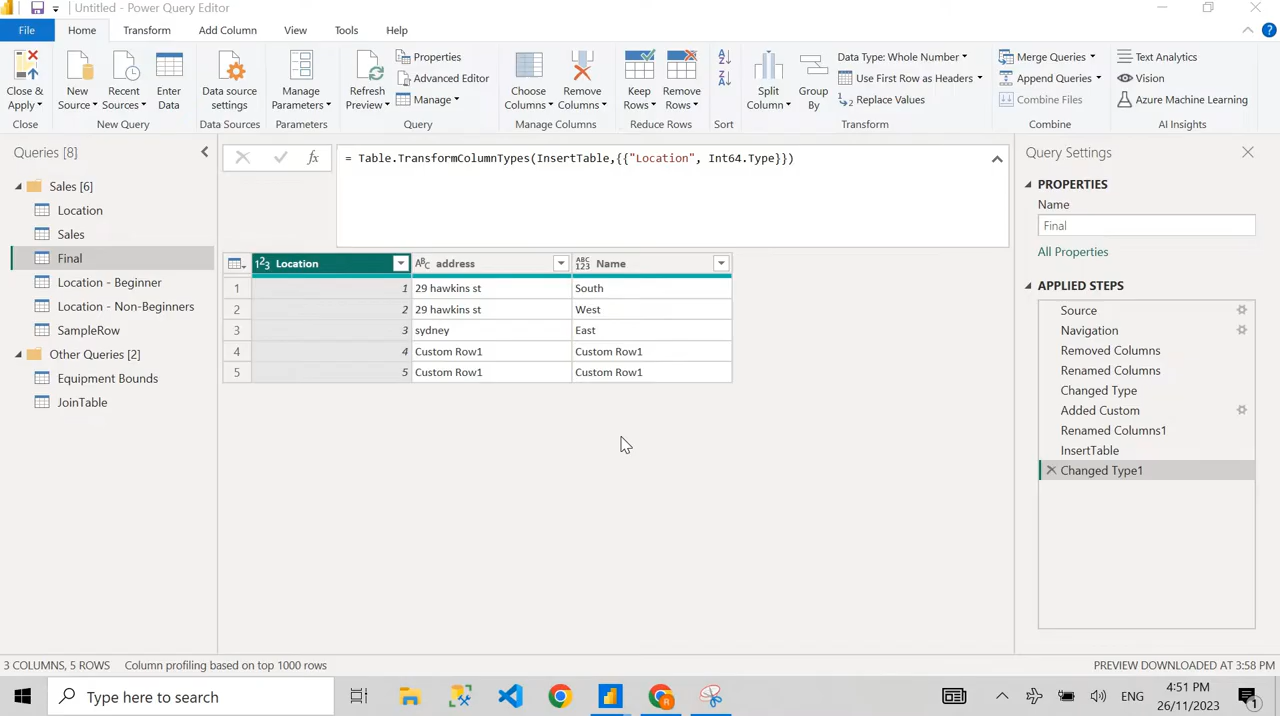 Untitled - Power Query Editor
File Home Transform Add Column View Tools Help
Close & Apply
New Source
Recent Sources
Enter Data
Data source settings
Manage Parameters
Refresh Preview
Properties
Advanced Editor
Manage
Choose Columns
Remove Columns
Keep Rows
Remove Rows
Split Column
Group By
Data Type: Whole Number
Use First Row as Headers
Replace Values
Merge Queries
Append Queries
Combine Files
Text Analytics
Vision
Azure Machine Learning
Close New Query Data Sources Parameters Query Manage Columns Reduce Rows Sort Transform Combine AI Insights
Queries [8]
Sales [6]
Location
Sales
Final
Location - Beginner
Location - Non-Beginners
SampleRow
Other Queries [2]
Equipment Bounds
JoinTable
fx
= Table.TransformColumnTypes(InsertTable,{{"Location", Int64.Type}})
123 Location ABC address ABC 123 Name
1 1 29 hawkins st South
2 2 29 hawkins st West
3 3 sydney East
4 4 Custom Row1 Custom Row1
5 5 Custom Row1 Custom Row1
Query Settings
PROPERTIES
Name
Final
All Properties
APPLIED STEPS
Source
Navigation
Removed Columns
Renamed Columns
Changed Type
Added Custom
Renamed Columns1
InsertTable
Changed Type1
3 COLUMNS, 5 ROWS Column profiling based on top 1000 rows PREVIEW DOWNLOADED AT 3:58 PM
Type here to search
ENG
4:51 PM
26/11/2023
1